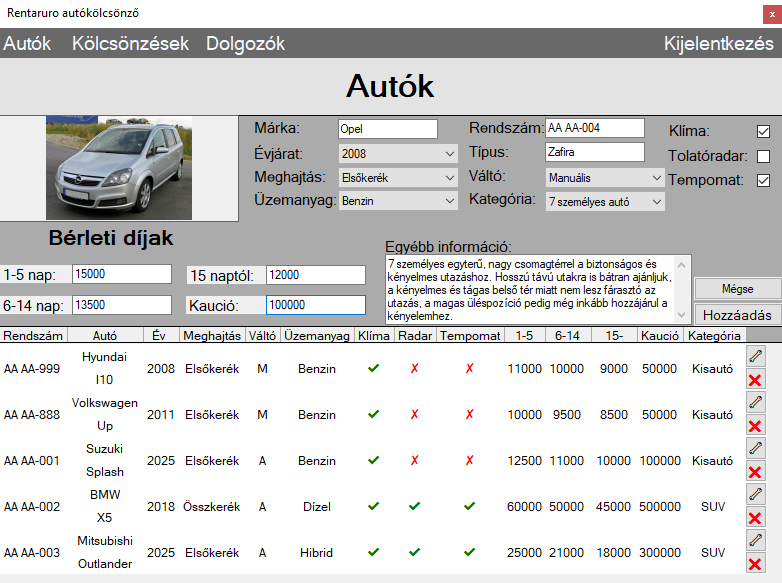 Rentaruro autókölcsönző
x
Autók Kölcsönzések Dolgozók Kijelentkezés
Autók
Márka: Opel Rendszám: AA AA-004 Klíma:
Évjárat: 2008 Típus: Zafira Tolatóradar:
Meghajtás: Elsőkerék Váltó: Manuális Tempomat:
Üzemanyag: Benzin Kategória: 7 személyes autó
Bérleti díjak
1-5 nap: 15000 15 naptól: 12000
6-14 nap: 13500 Kaució: 100000
Egyébb információ:
7 személyes egyterű, nagy csomagtérrel a biztonságos és
kényelmes utazáshoz. Hosszú távú utakra is bátran ajánljuk,
a kényelmes és tágas belső tér miatt nem lesz fárasztó az
utazás, a magas üléspozíció pedig még inkább hozzájárul a
kényelemhez.
Mégse
Hozzáadás
Rendszám Autó Év Meghajtás Váltó Üzemanyag Klíma Radar Tempomat 1-5 6-14 15- Kaució Kategória
AA AA-999 Hyundai I10 2008 Elsőkerék M Benzin ✓ ✗ ✗ 11000 10000 9000 50000 Kisautó
AA AA-888 Volkswagen Up 2011 Elsőkerék M Benzin ✓ ✗ ✗ 10000 9500 8500 50000 Kisautó
AA AA-001 Suzuki Splash 2025 Elsőkerék A Benzin ✓ ✗ ✗ 12500 11000 10000 100000 Kisautó
AA AA-002 BMW X5 2018 Összkerék A Dízel ✓ ✓ ✓ 60000 50000 45000 500000 SUV
AA AA-003 Mitsubishi Outlander 2025 Elsőkerék A Hibrid ✓ ✓ ✓ 25000 21000 18000 300000 SUV